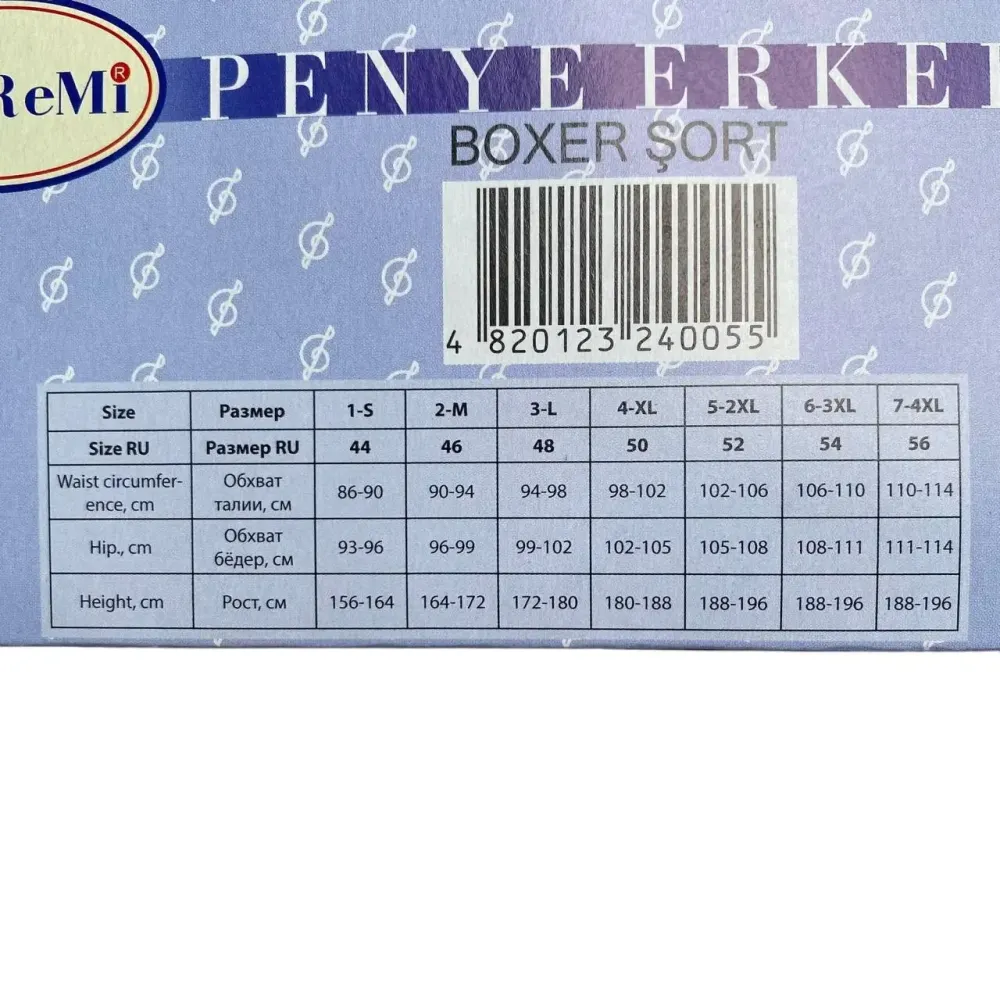 ReMi®
PENYE ERKE
BOXER ŞORT
4 820123 240055
Size Размер 1-S 2-M 3-L 4-XL 5-2XL 6-3XL 7-4XL
Size RU Размер RU 44 46 48 50 52 54 56
Waist circumfer-
ence, cm
Обхват
талии, см
86-90 90-94 94-98 98-102 102-106 106-110 110-114
Hip., cm
Обхват
бёдер, см
93-96 96-99 99-102 102-105 105-108 108-111 111-114
Height, cm Рост, см 156-164 164-172 172-180 180-188 188-196 188-196 188-196